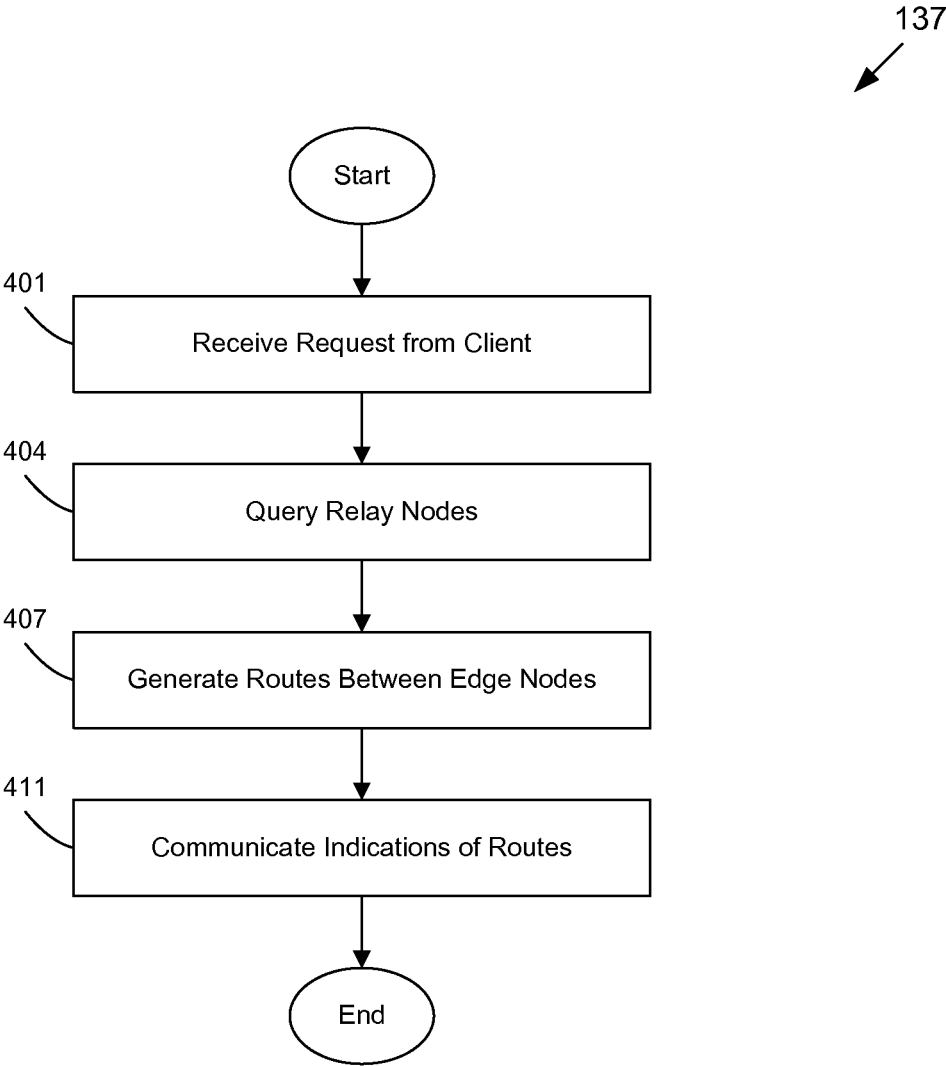 137
Start
401
Receive Request from Client
404
Query Relay Nodes
407
Generate Routes Between Edge Nodes
411
Communicate Indications of Routes
End